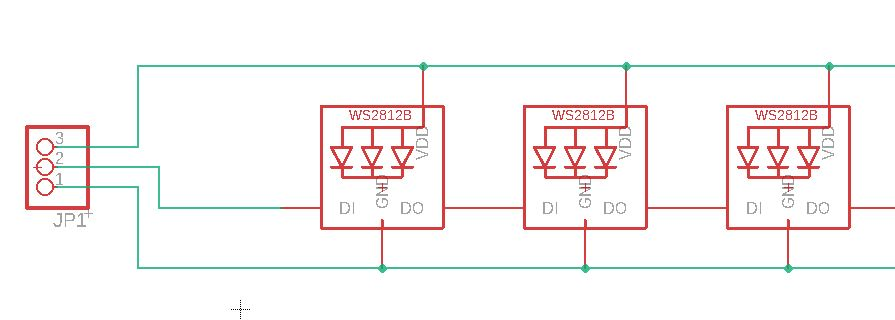 WS2812B WS2812B WS2812B
3
2
1
VDD VDD VDD
GND GND GND
DI DO DI DO DI DO
JP1